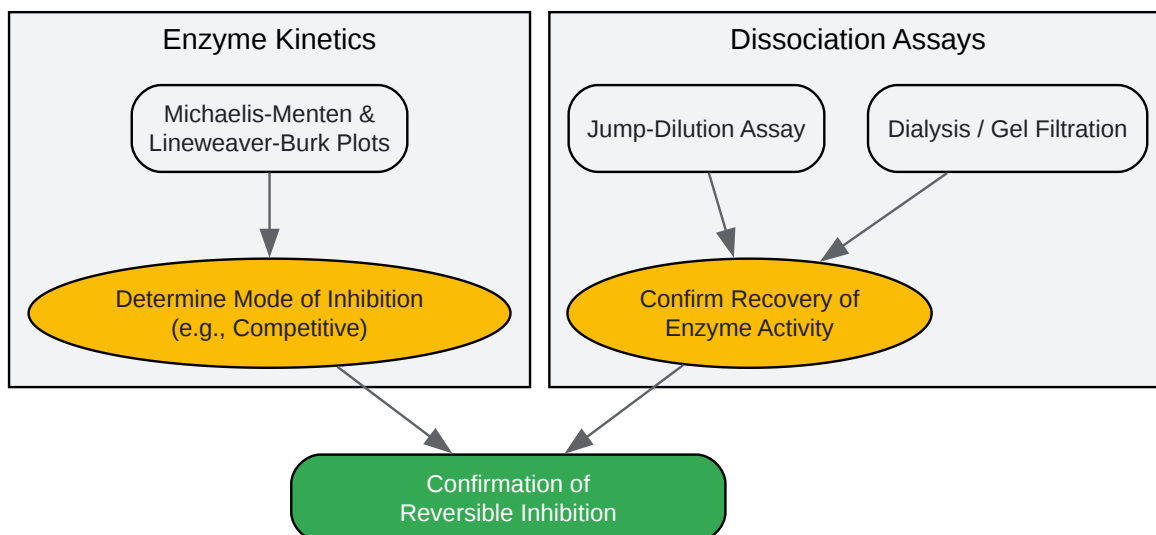 Enzyme Kinetics
Michaelis-Menten &
Lineweaver-Burk Plots
Determine Mode of Inhibition
(e.g., Competitive)
Dissociation Assays
Jump-Dilution Assay
Dialysis / Gel Filtration
Confirm Recovery of
Enzyme Activity
Confirmation of
Reversible Inhibition